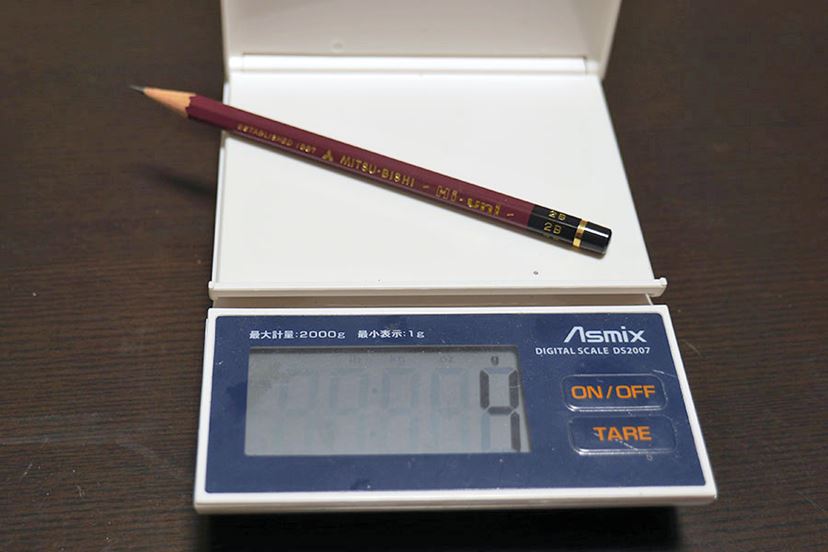 ESTABLISHED 1887 MITSU-BISHI - Hi-uni -
2B
2B
最大計量:2000g 最小表示:1g
Asmix
DIGITAL SCALE DS2007
g
ON/OFF
TARE